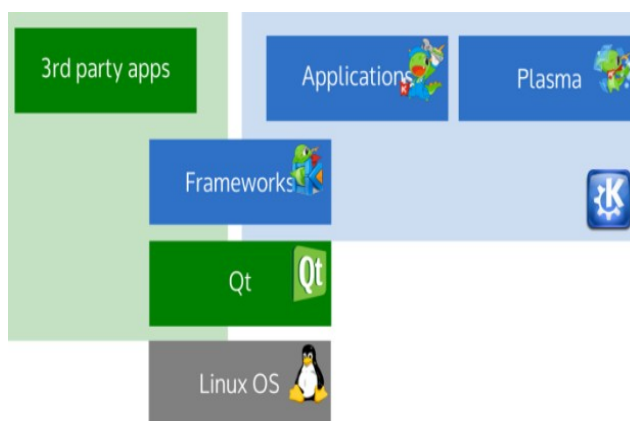 3rd party apps
Applications
Plasma
Frameworks
K
Qt
Qt
Linux OS